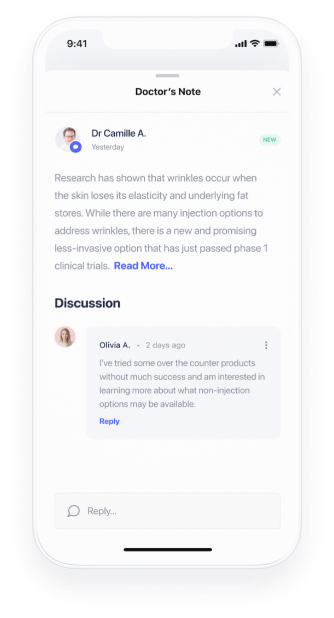 9:41
Doctor's Note
Dr Camille A.
NEW
Yesterday
Research has shown that wrinkles occur when
the skin loses its elasticity and underlying fat
stores. While there are many injection options to
address wrinkles, there is a new and promising
less-invasive option that has just passed phase 1
clinical trials. Read More...
Discussion
Olivia A. • 2 days ago
I've tried some over the counter products
without much success and am interested in
learning more about what non-injection
options may be available.
Reply
Reply...